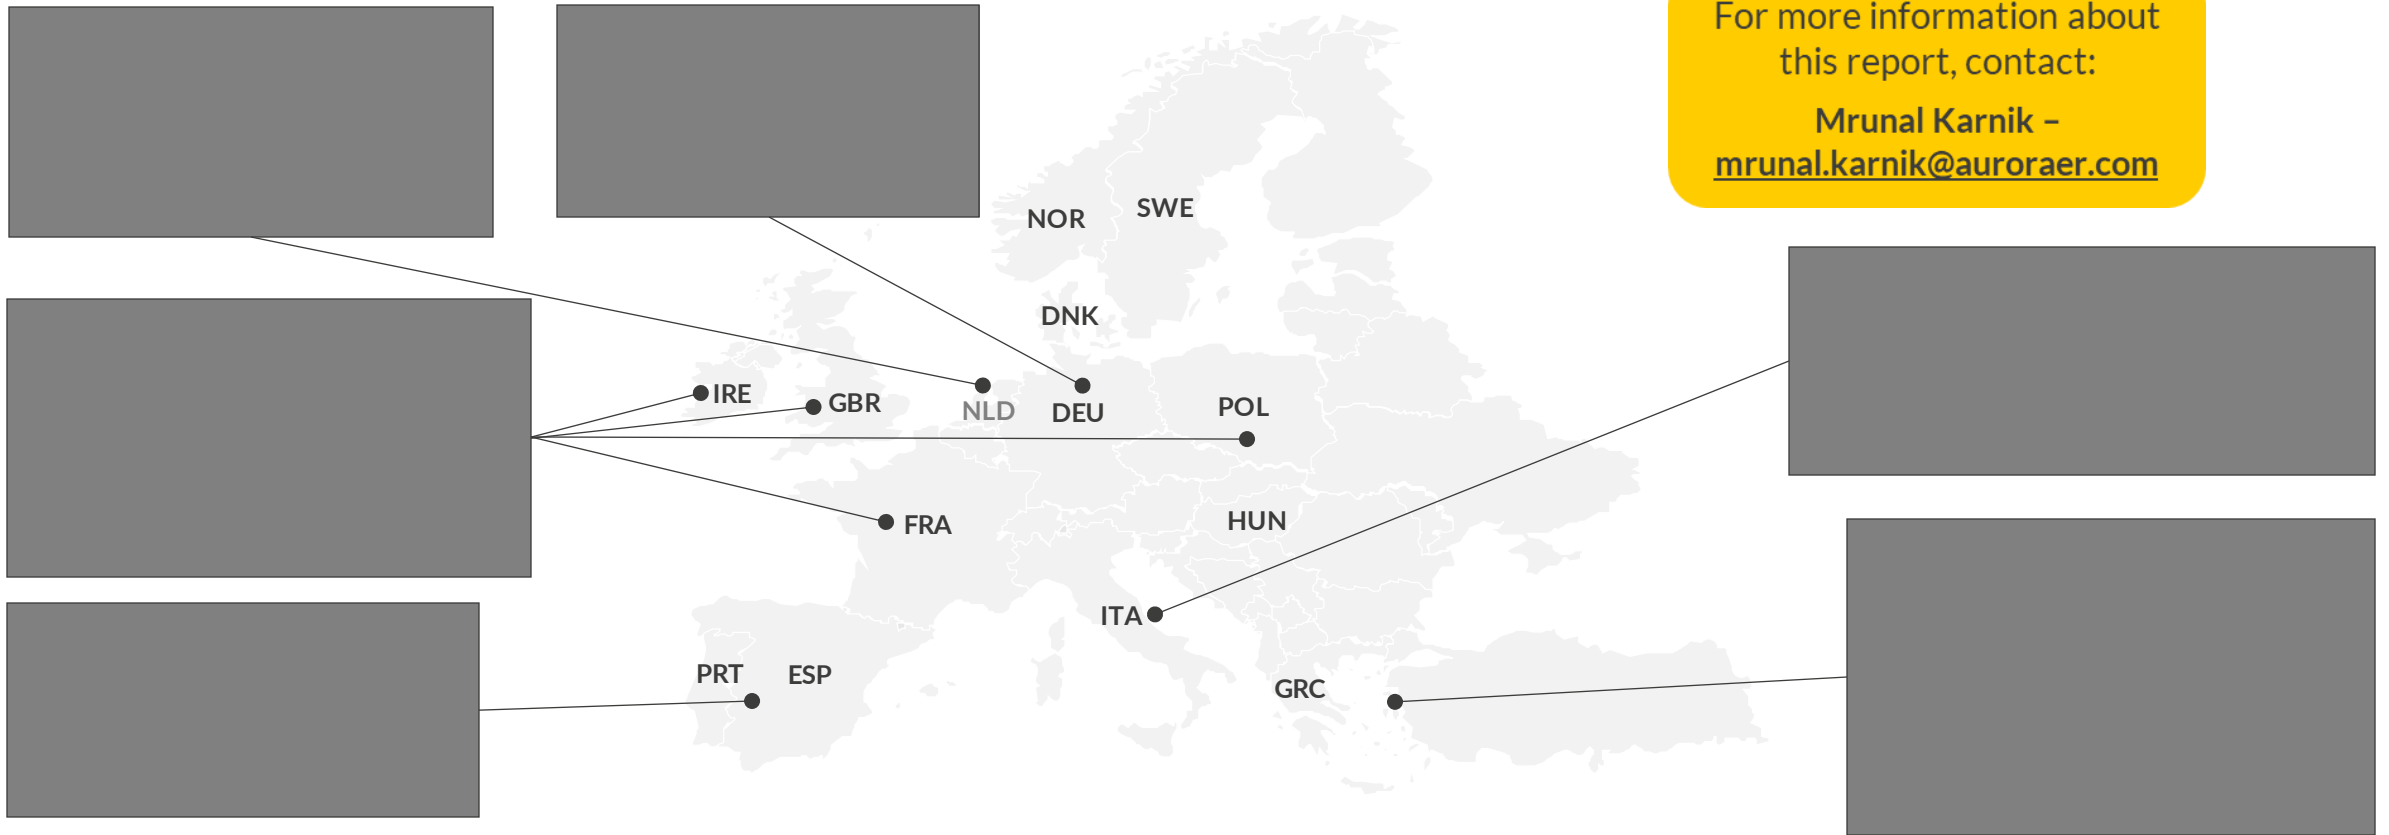 For more information about
this report, contact:
Mrunal Karnik –
mrunal.karnik@auroraer.com
NOR
SWE
DNK
IRE
GBR
NLD
DEU
POL
FRA
HUN
ITA
PRT
ESP
GRC